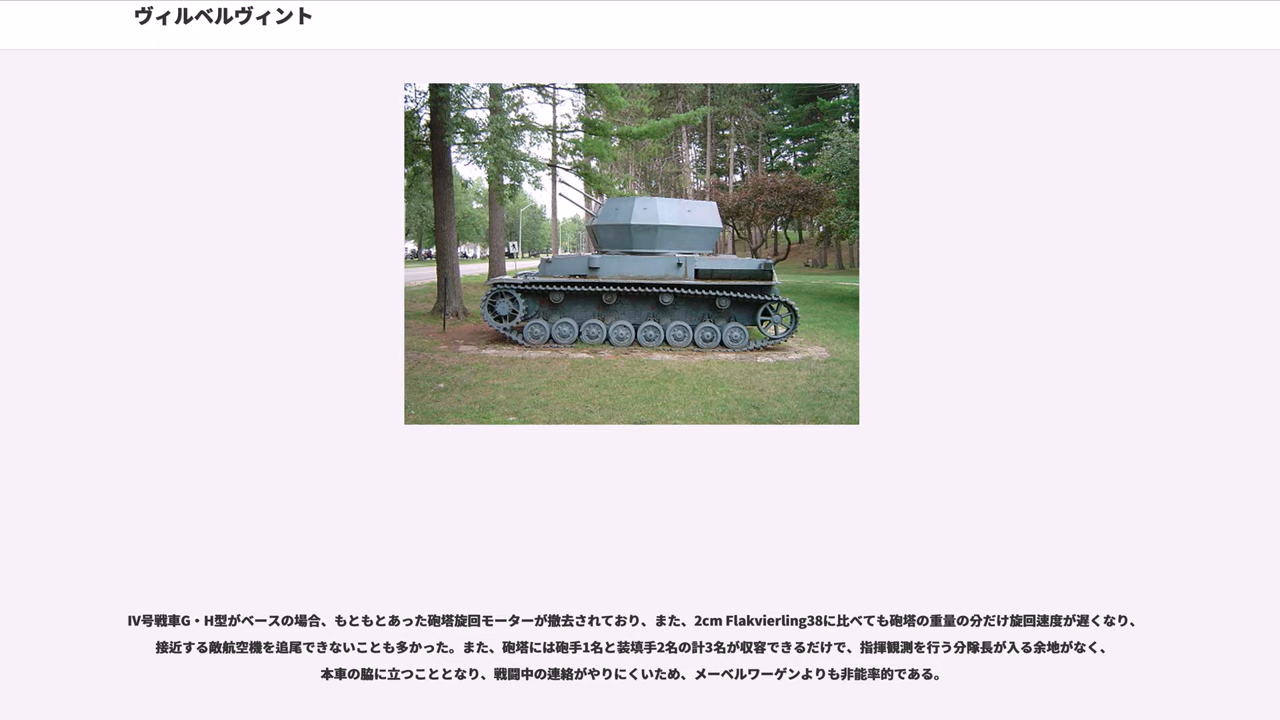 ヴィルベルヴィント
IV号戦車G・H型がベースの場合、もともとあった砲塔旋回モーターが撤去されており、また、2cm Flakvierling38に比べても砲塔の重量の分だけ旋回速度が遅くなり、
接近する敵航空機を追尾できないことも多かった。また、砲塔には砲手1名と装填手2名の計3名が収容できるだけで、指揮観測を行う分隊長が入る余地がなく、
本車の脇に立つこととなり、戦闘中の連絡がやりにくいため、メーベルワーゲンよりも非能率的である。